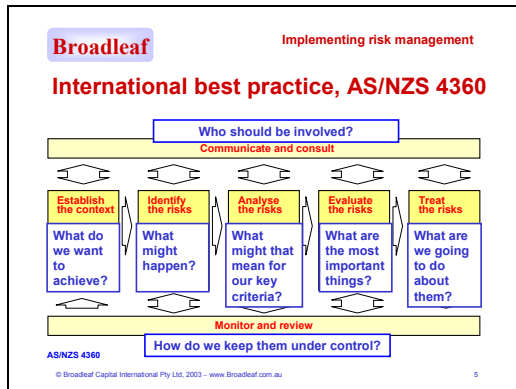 Broadleaf
Implementing risk management
International best practice, AS/NZS 4360
Who should be involved?
Communicate and consult
Establish
the context
Identify
the risks
Analyse
the risks
Evaluate
the risks
Treat
the risks
What do
we want
to
achieve?
What
might
happen?
What
might that
mean for
our key
criteria?
What are
the most
important
things?
What are
we going
to do
about
them?
Monitor and review
How do we keep them under control?
AS/NZS 4360
© Broadleaf Capital International Pty Ltd, 2003 – www.Broadleaf.com.au
5